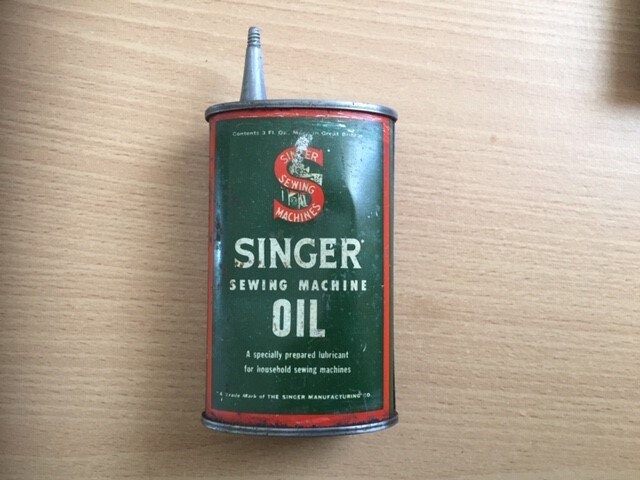 Contents 3 Fl. Oz. Great
SINGER
SEWING
MACHINES
SINGER
SEWING MACHINE
OIL
A specially prepared lubricant
for household sewing machines
Trade Mark of THE SINGER MANUFACTURING CO.